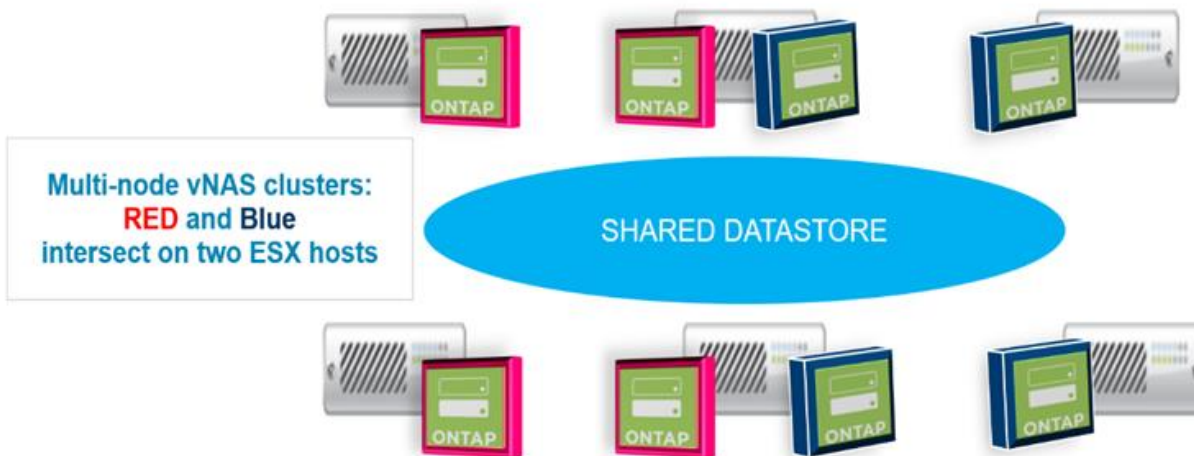 ONTAP
ONTAP
ONTAP
ONTAP
Multi-node vNAS clusters:
RED and Blue
intersect on two ESX hosts
SHARED DATASTORE
ONTAP
ONTAP
ONTAP
ONTAP